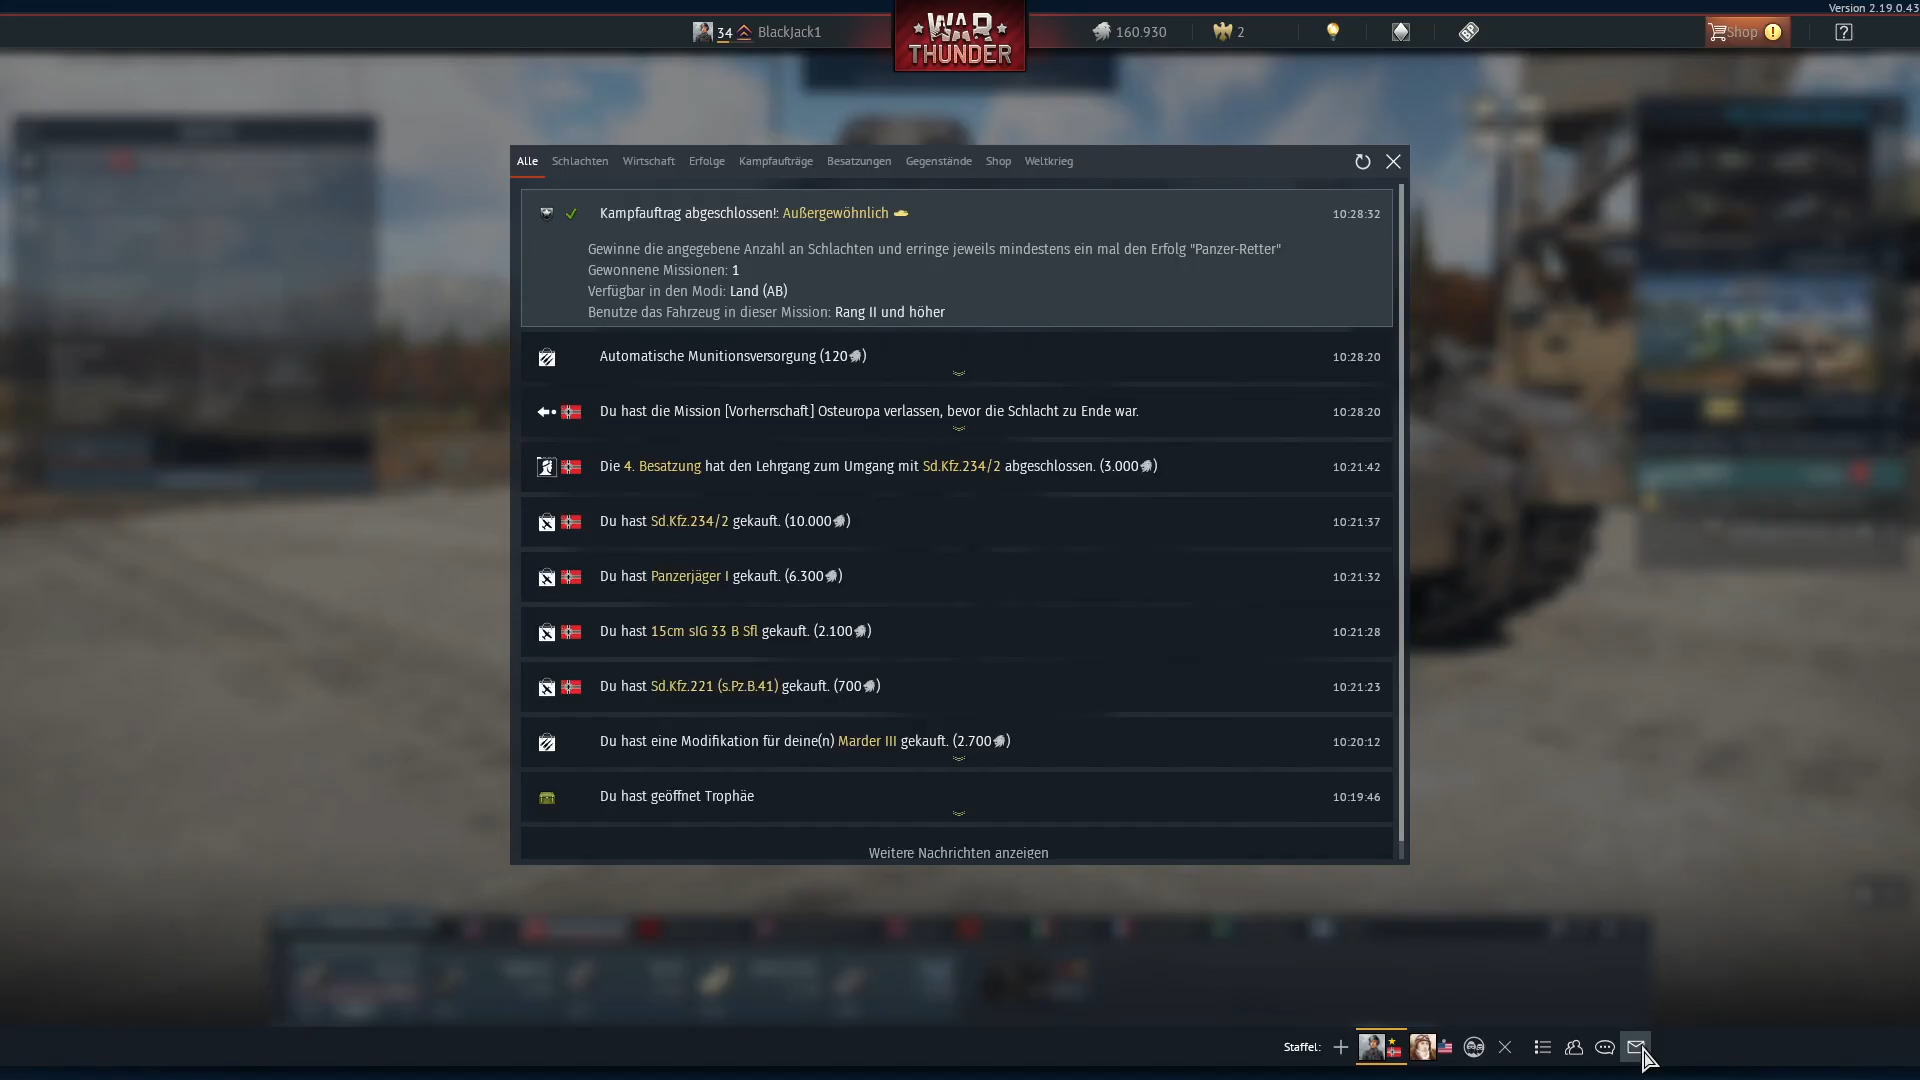 Version 2.19.0.43
34 BlackJack1
WAR THUNDER
160.930
2
Shop
Alle Schlachten Wirtschaft Erfolge Kampfaufträge Besatzungen Gegenstände Shop Weltkrieg
Kampfauftrag abgeschlossen!: Außergewöhnlich 10:28:32
Gewinne die angegebene Anzahl an Schlachten und erringe jeweils mindestens ein mal den Erfolg "Panzer-Retter"
Gewonnene Missionen: 1
Verfügbar in den Modi: Land (AB)
Benutze das Fahrzeug in dieser Mission: Rang II und höher
Automatische Munitionsversorgung (120) 10:28:20
Du hast die Mission [Vorherrschaft] Osteuropa verlassen, bevor die Schlacht zu Ende war. 10:28:20
Die 4. Besatzung hat den Lehrgang zum Umgang mit Sd.Kfz.234/2 abgeschlossen. (3.000) 10:21:42
Du hast Sd.Kfz.234/2 gekauft. (10.000) 10:21:37
Du hast Panzerjäger I gekauft. (6.300) 10:21:32
Du hast 15cm sIG 33 B Sfl gekauft. (2.100) 10:21:28
Du hast Sd.Kfz.221 (s.Pz.B.41) gekauft. (700) 10:21:23
Du hast eine Modifikation für deine(n) Marder III gekauft. (2.700) 10:20:12
Du hast geöffnet Trophäe 10:19:46
Weitere Nachrichten anzeigen
Staffel: